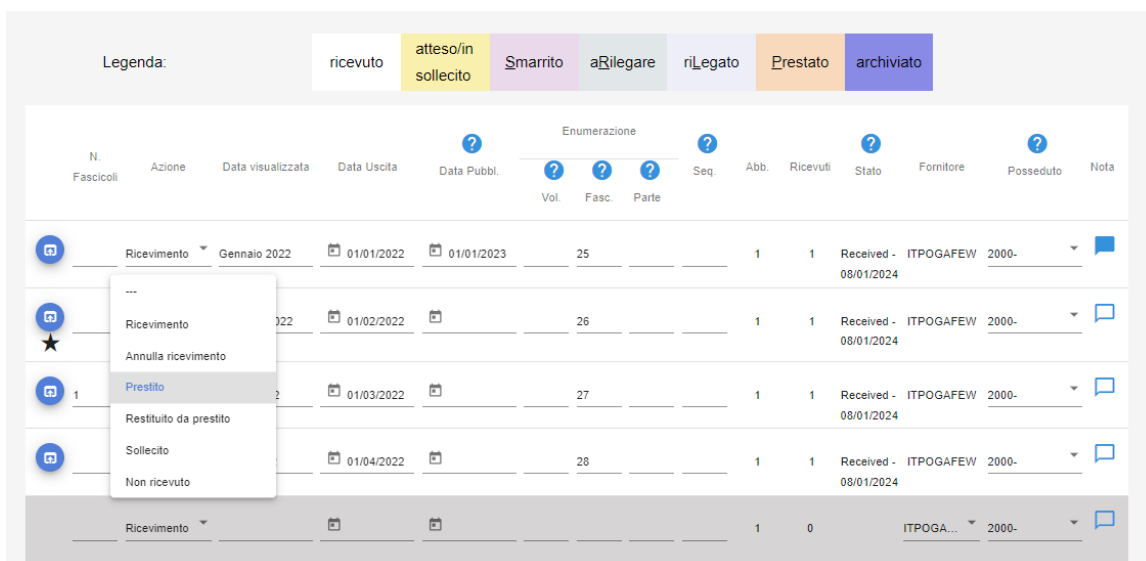 Legenda: ricevuto atteso/in sollecito Smarrito aRilegare riLegato Prestato archiviato
Enumerazione
N. Fascicoli Azione Data visualizzata Data Uscita Data Pubbl. Vol. Fasc. Parte Seq. Abb. Ricevuti Stato Fornitore Posseduto Nota
Ricevimento Gennaio 2022 01/01/2022 01/01/2023 25 1 1 Received - ITPOGAFEW 2000-
08/01/2024
---
Ricevimento 022 01/02/2022 26 1 1 Received - ITPOGAFEW 2000-
08/01/2024
Annulla ricevimento
Prestito
1 2 01/03/2022 27 1 1 Received - ITPOGAFEW 2000-
08/01/2024
Restituito da prestito
Sollecito
01/04/2022 28 1 1 Received - ITPOGAFEW 2000-
08/01/2024
Non ricevuto
Ricevimento 1 0 ITPOGA... 2000-